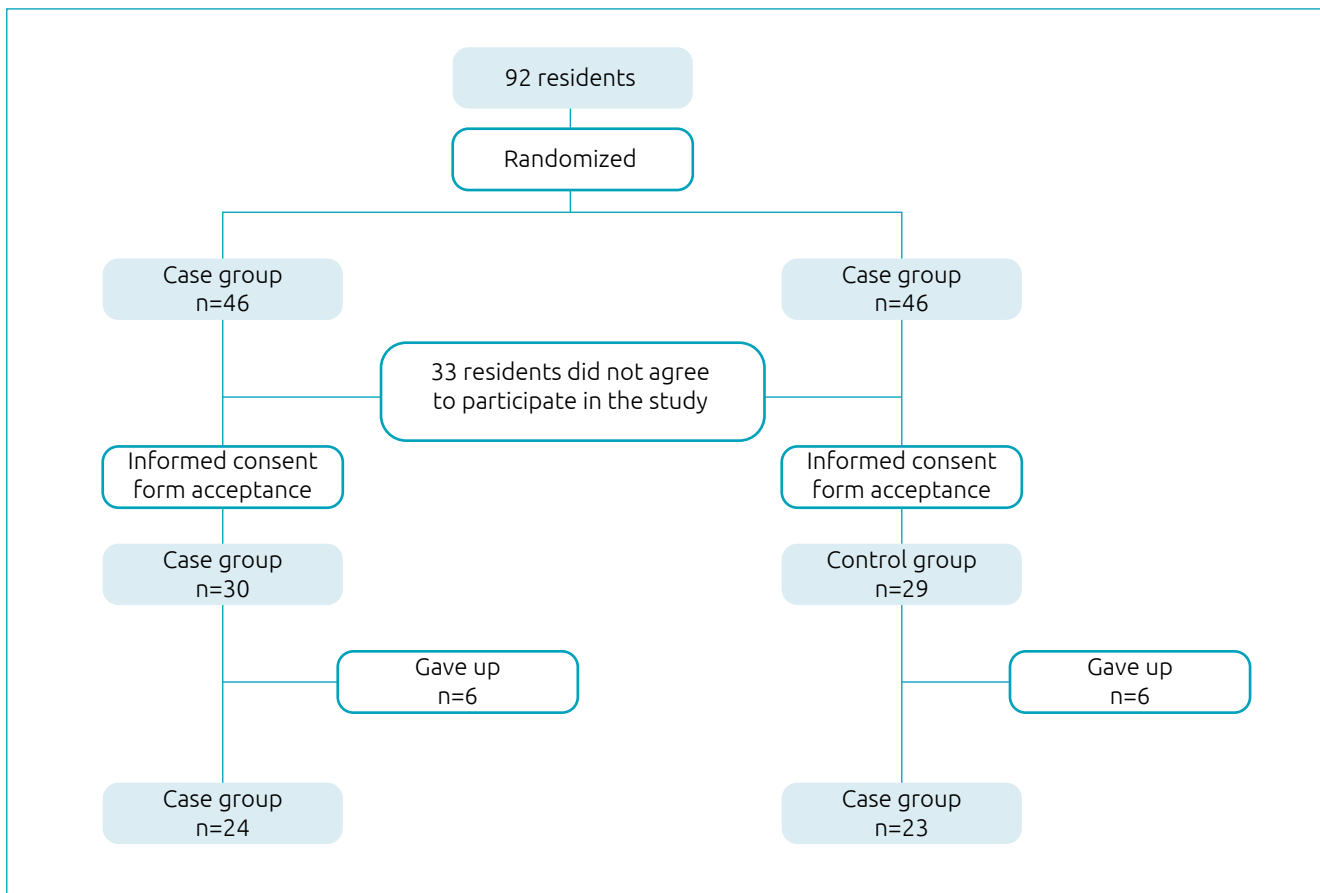 92 residents
Randomized
Case group
n=46
Case group
n=46
33 residents did not agree
to participate in the study
Informed consent
form acceptance
Informed consent
form acceptance
Case group
n=30
Control group
n=29
Gave up
n=6
Gave up
n=6
Case group
n=24
Case group
n=23